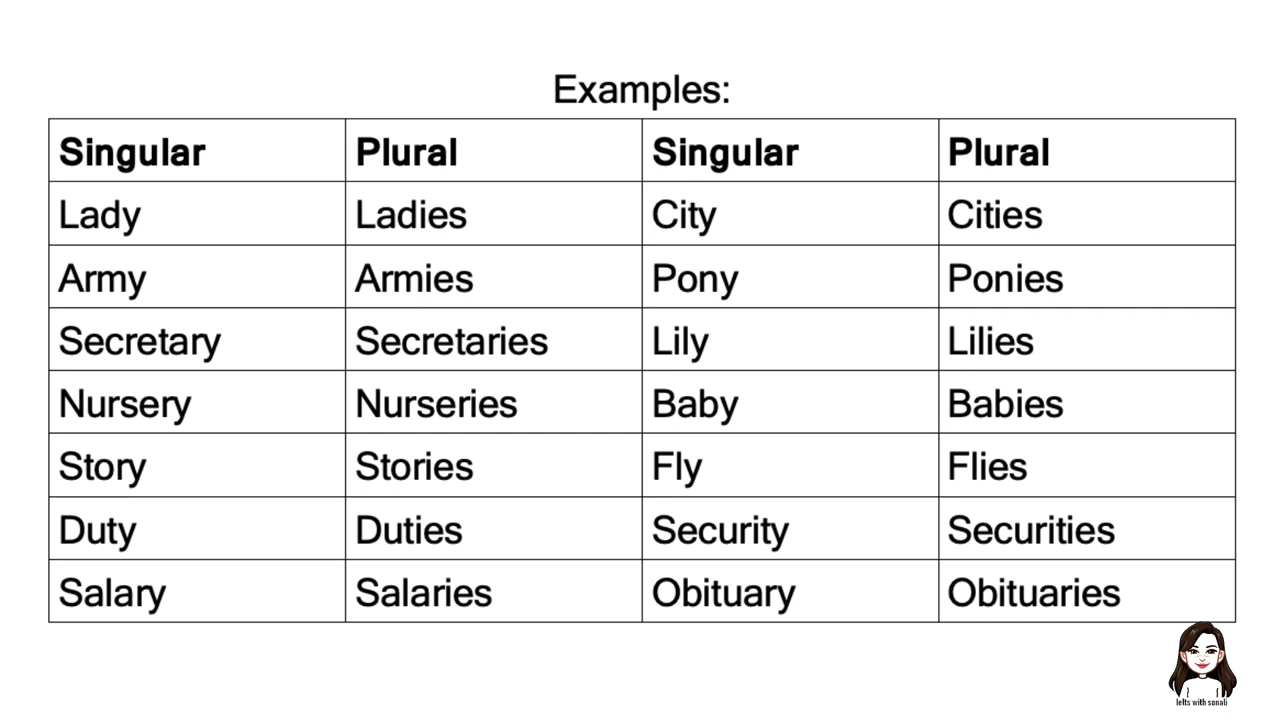 Examples:
Singular Plural Singular Plural
Lady Ladies City Cities
Army Armies Pony Ponies
Secretary Secretaries Lily Lilies
Nursery Nurseries Baby Babies
Story Stories Fly Flies
Duty Duties Security Securities
Salary Salaries Obituary Obituaries
Ielts with sonali